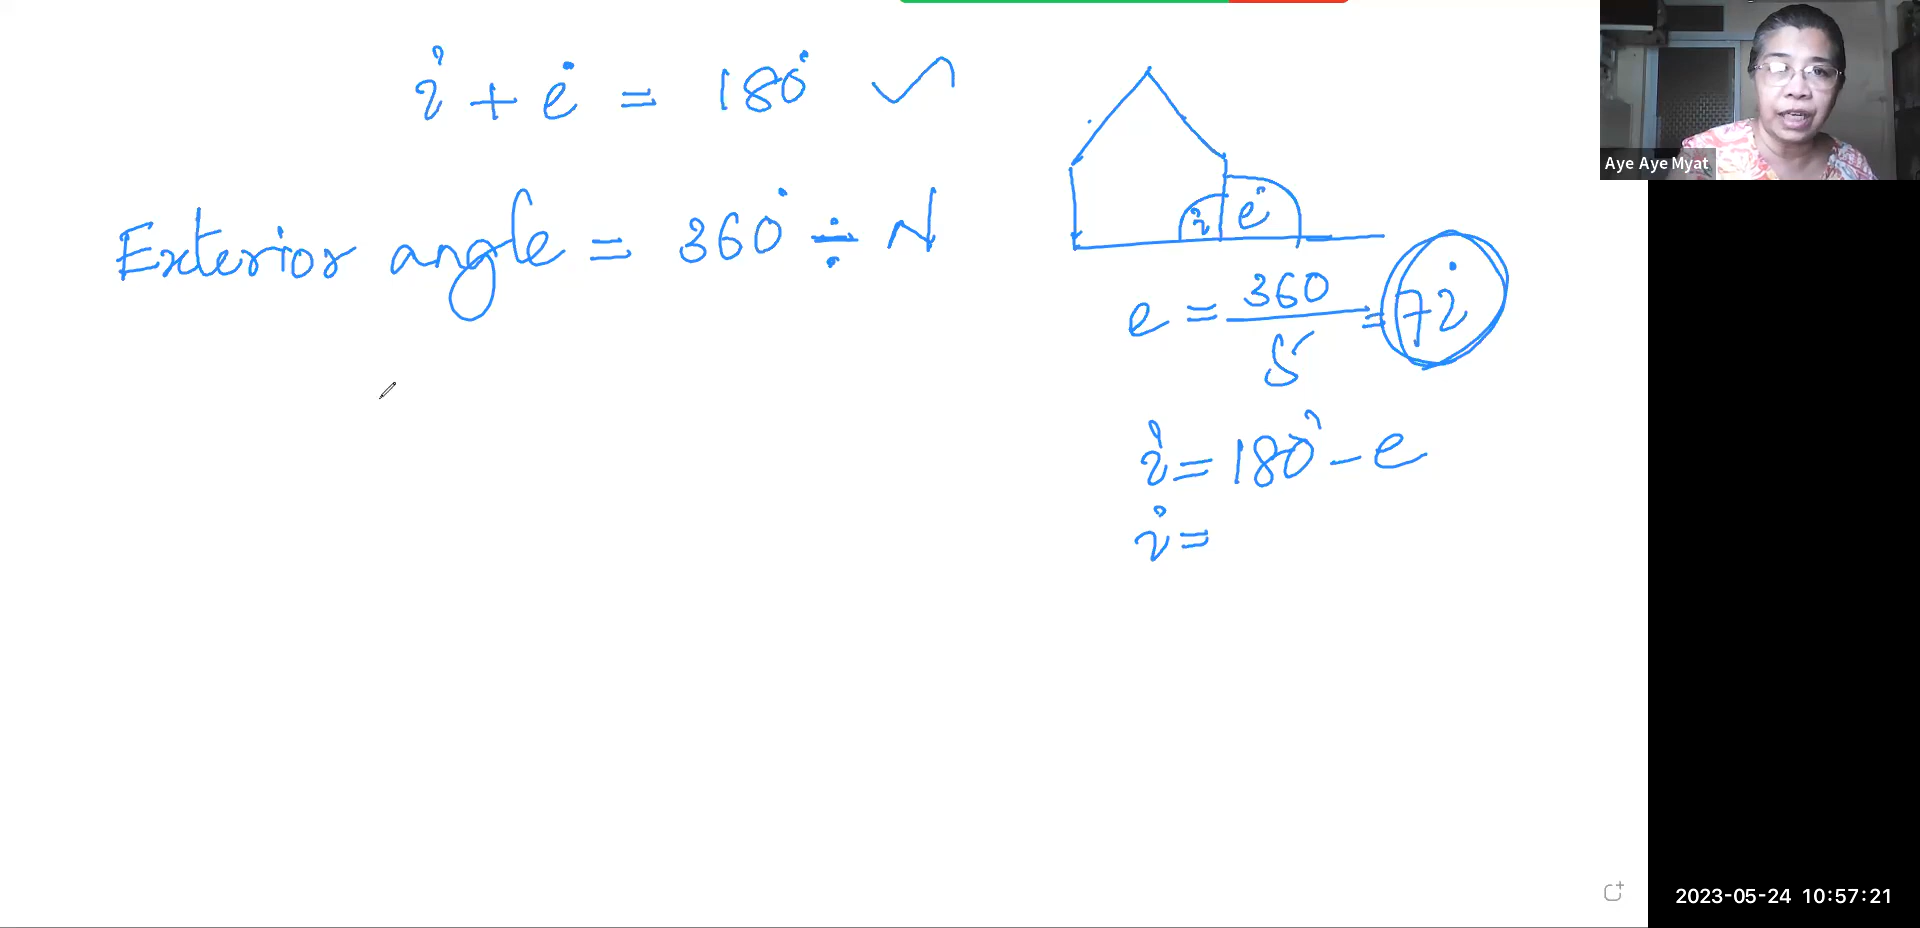 i + e = 180°
Exterior angle = 360° ÷ N
i e
e = 360/5 = 72°
i = 180° - e
i =
Aye Aye Myat
2023-05-24 10:57:21